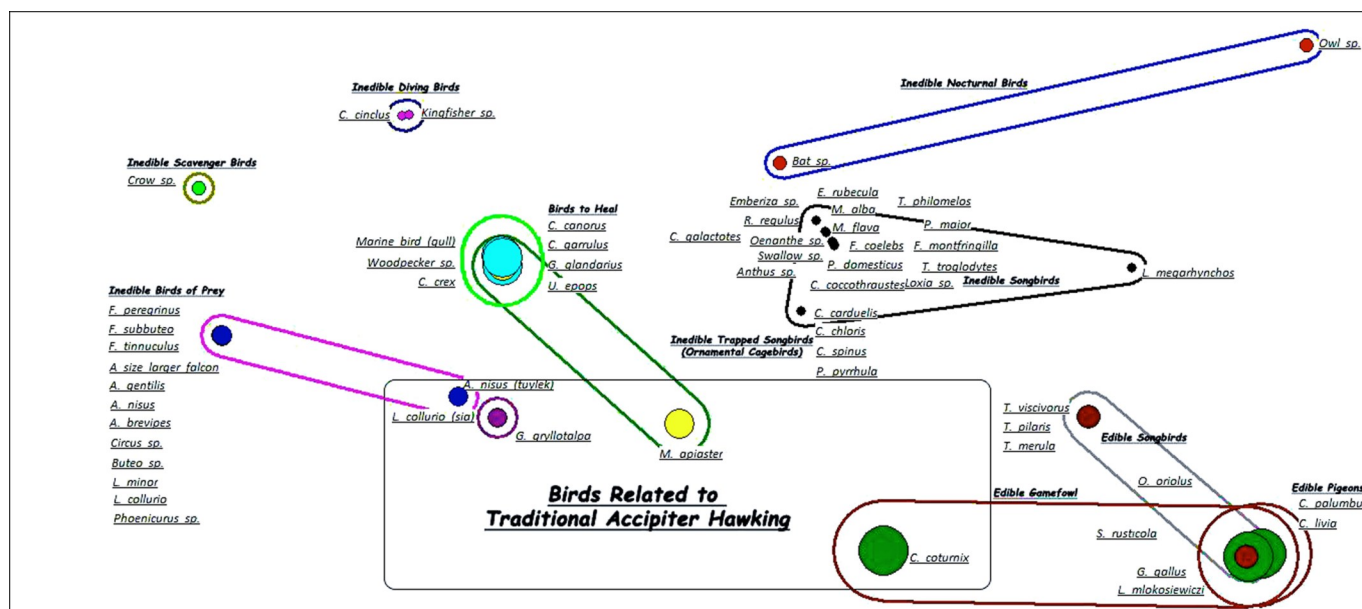 Owl sp.
Inedible Nocturnal Birds
Inedible Diving Birds
C. cinclus
Kingfisher sp.
Bat sp.
Inedible Scavenger Birds
Crow sp.
E. rubecula
Emberiza sp.
M. alba
T. philomelos
R. regulus
M. flava
P. major
C. galactotes
Oenanthe sp.
F. coelebs
F. montfringilla
Swallow sp.
P. domesticus
T. troglodytes
Anthus sp.
C. coccothraustes
Loxia sp.
Inedible Songbirds
L. megarhynchos
Birds to Heal
C. canorus
Marine bird (gull)
C. garrulus
Woodpecker sp.
G. glandarius
C. crex
U. epops
Inedible Birds of Prey
F. peregrinus
F. subbuteo
F. tinnuculus
A size larger falcon
A. gentilis
A. nisus
A. brevipes
Circus sp.
Buteo sp.
L. minor
L. collurio
Phoenicurus sp.
C. carduelis
C. chloris
Inedible Trapped Songbirds
(Ornamental Cagebirds)
C. spinus
P. pyrrhula
A. nisus (tuylek)
L. collurio (sia)
G. gryllotalpa
M. apiaster
Birds Related to
Traditional Accipiter Hawking
T. viscivorus
T. pilaris
Edible Songbirds
T. merula
O. oriolus
Edible Gamefowl
Edible Pigeons
C. palumbu
C. livia
S. rusticola
C. coturnix
G. gallus
L. mlokosiewiczi